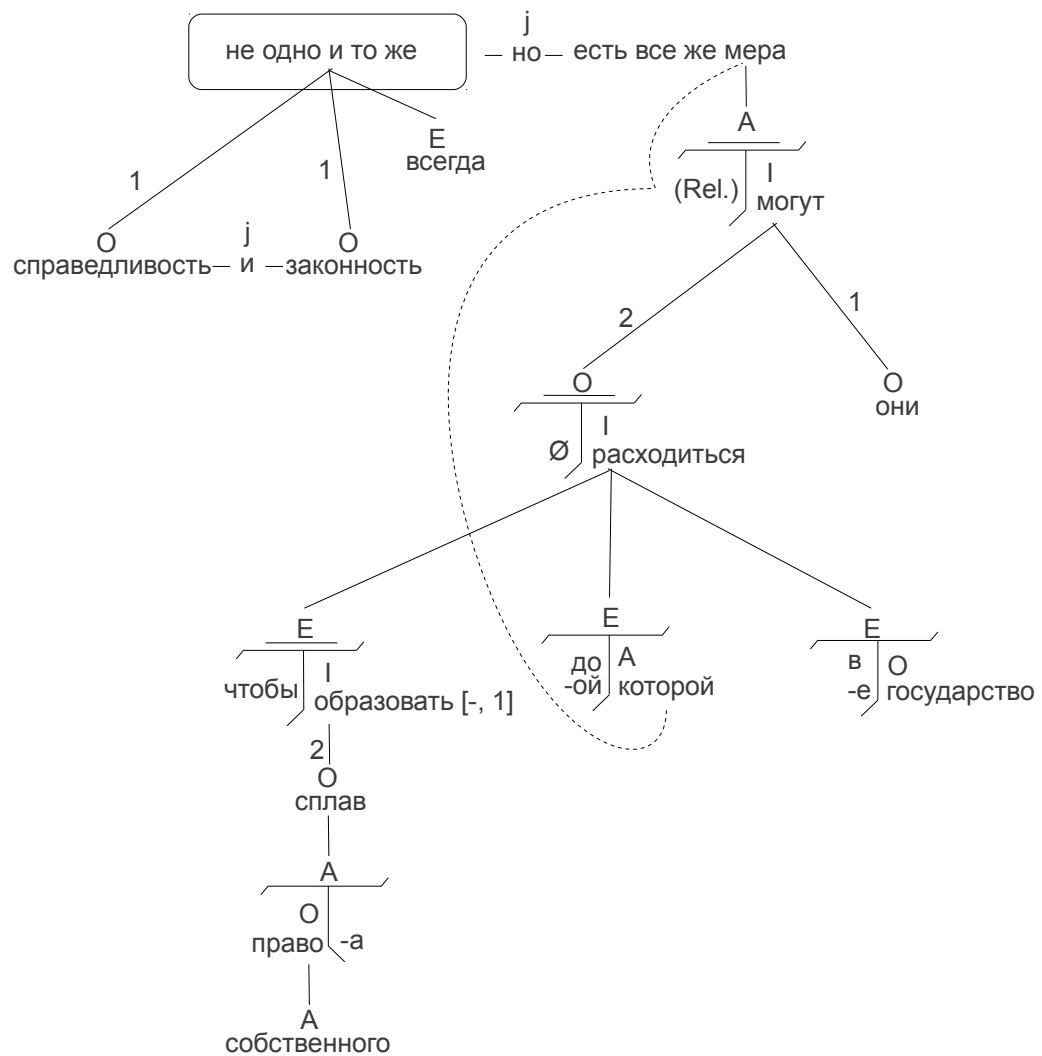 j
не одно и то же – но – есть все же мера
A
E
всегда
1
1
(Rel.)
I
могут
O
j
O
справедливость – и – законность
2
1
O
O
они
I
Ø
расходиться
E
E
E
чтобы
I
образовать [-, 1]
до
-ой
A
которой
в
-е
O
государство
2
O
сплав
A
O
право
-а
A
собственного